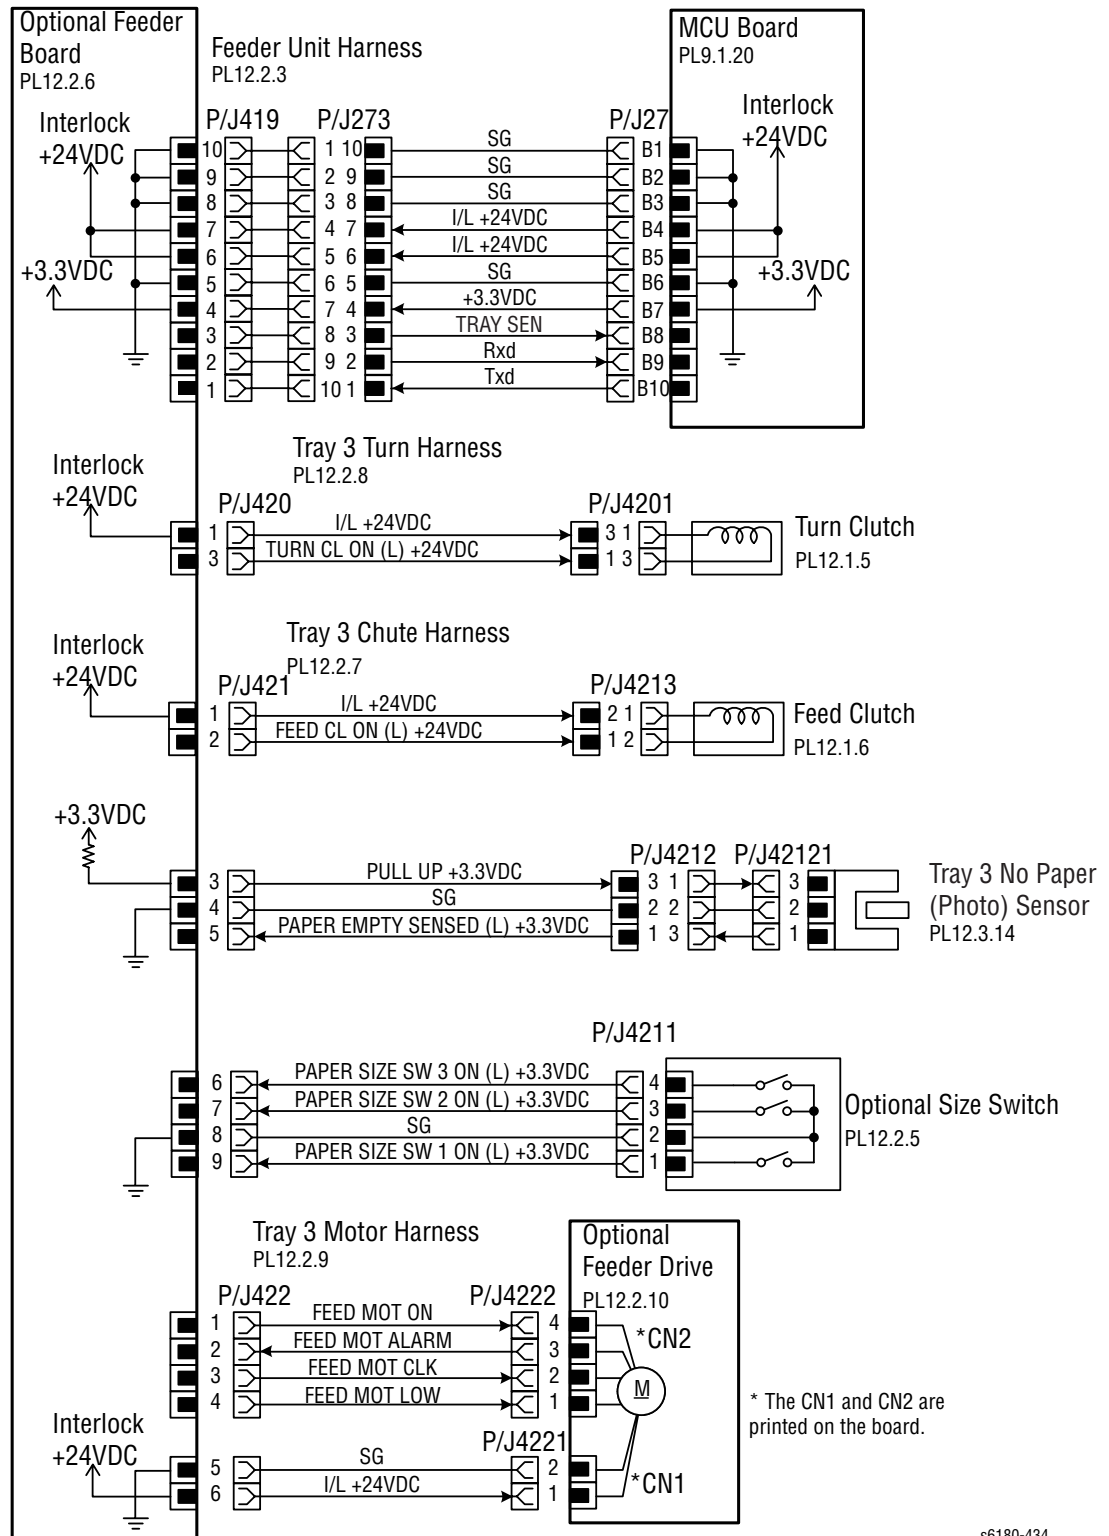 Optional Feeder
Board
PL12.2.6
Feeder Unit Harness
PL12.2.3
MCU Board
PL9.1.20
Interlock
+24VDC
Interlock
+24VDC
P/J419 P/J273 P/J27
10 1 10 SG B1
9 2 9 SG B2
8 3 8 SG B3
7 4 7 I/L +24VDC B4
6 5 6 I/L +24VDC B5
+3.3VDC
+3.3VDC
5 6 5 SG B6
4 7 4 +3.3VDC B7
3 8 3 TRAY SEN B8
2 9 2 Rxd B9
1 10 1 Txd B10
Tray 3 Turn Harness
PL12.2.8
Interlock
+24VDC
P/J420 P/J4201
1 I/L +24VDC 3 1
3 TURN CL ON (L) +24VDC 1 3
Turn Clutch
PL12.1.5
Tray 3 Chute Harness
PL12.2.7
Interlock
+24VDC
P/J421 P/J4213
1 I/L +24VDC 2 1
2 FEED CL ON (L) +24VDC 1 2
Feed Clutch
PL12.1.6
+3.3VDC
P/J4212 P/J42121
3 PULL UP +3.3VDC 3 1 3
4 SG 2 2 2
5 PAPER EMPTY SENSED (L) +3.3VDC 1 3 1
Tray 3 No Paper
(Photo) Sensor
PL12.3.14
P/J4211
6 PAPER SIZE SW 3 ON (L) +3.3VDC 4
7 PAPER SIZE SW 2 ON (L) +3.3VDC 3
8 SG 2
9 PAPER SIZE SW 1 ON (L) +3.3VDC 1
Optional Size Switch
PL12.2.5
Tray 3 Motor Harness
PL12.2.9
Optional
Feeder Drive
PL12.2.10
P/J422 P/J4222
1 FEED MOT ON 4
2 FEED MOT ALARM 3
3 FEED MOT CLK 2
4 FEED MOT LOW 1
*CN2
M
* The CN1 and CN2 are
printed on the board.
Interlock
+24VDC
P/J4221
5 SG 2
6 I/L +24VDC 1
*CN1
s6180-434